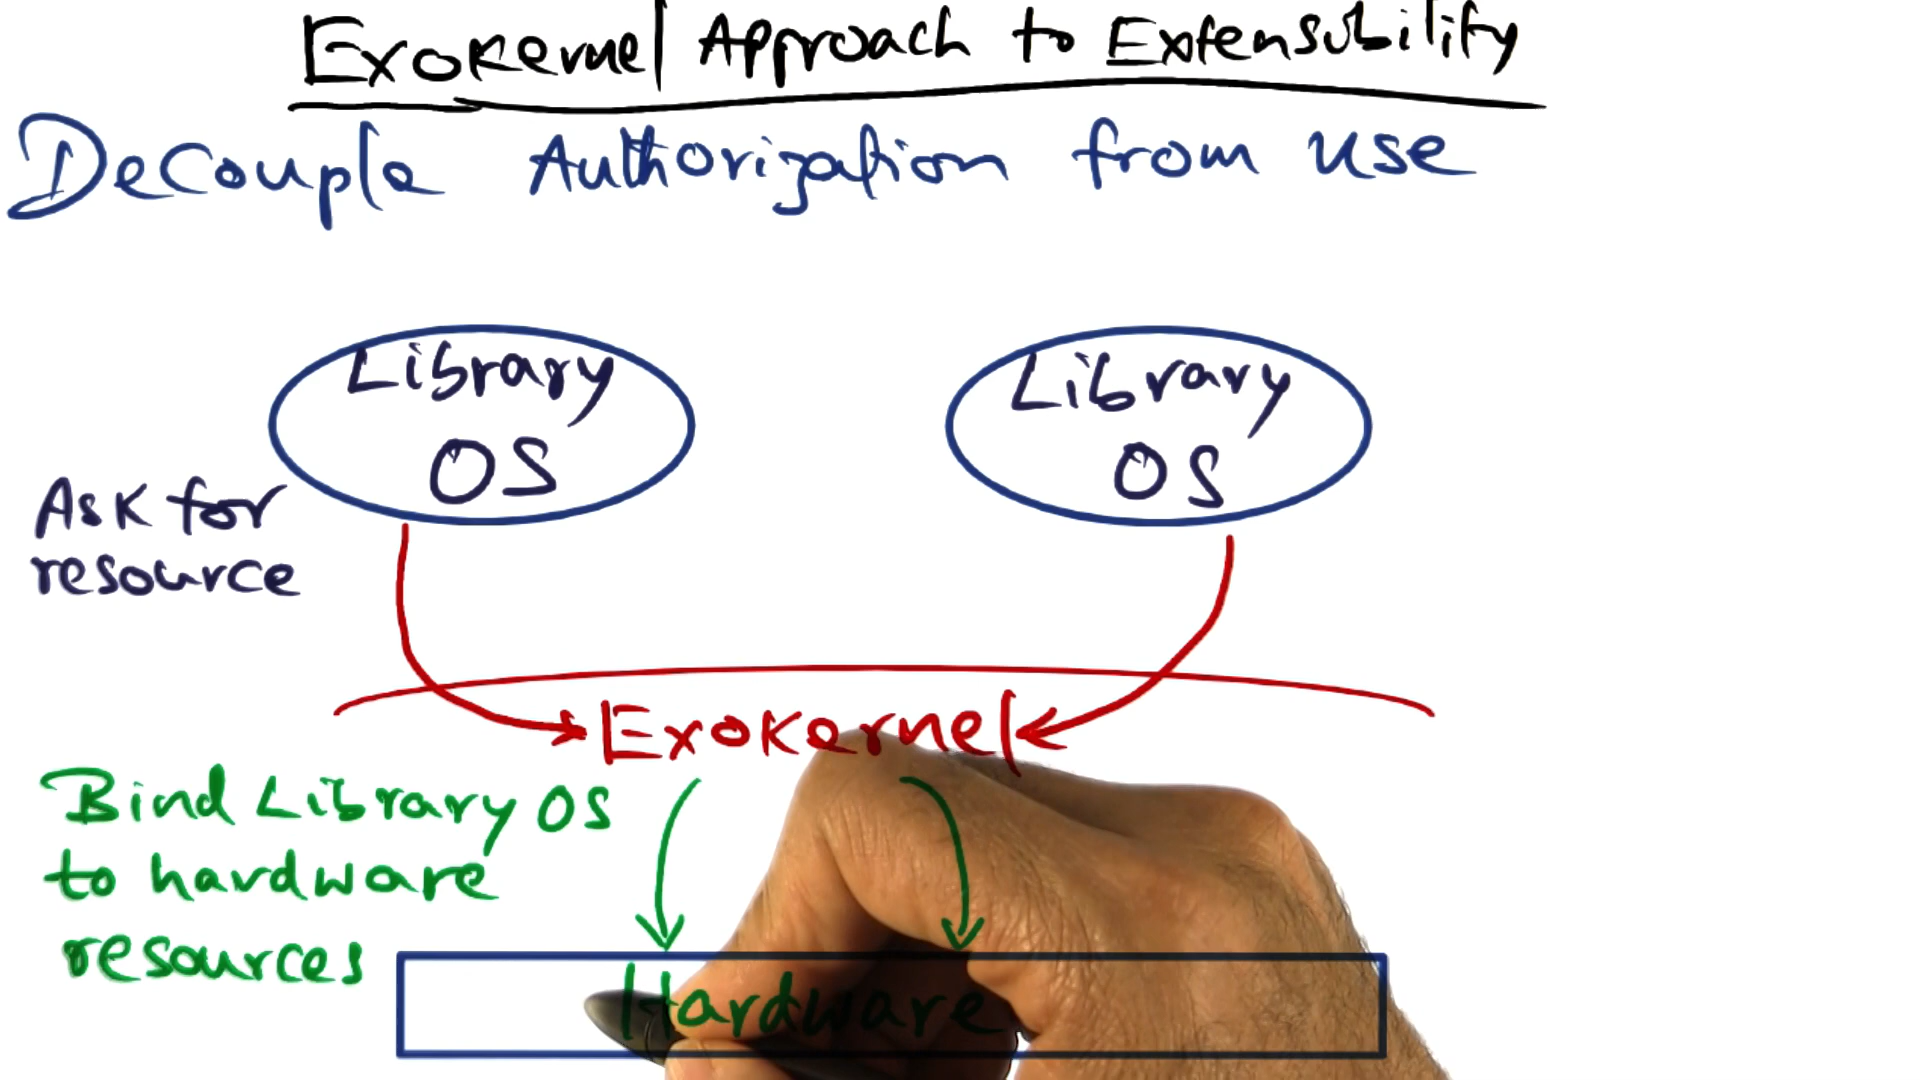 Exokernel Approach to Extensibility
Decouple Authorization from use
Library
OS
Library
OS
Ask for
resource
Exokernel
Bind Library OS
to hardware
resources
Hardware